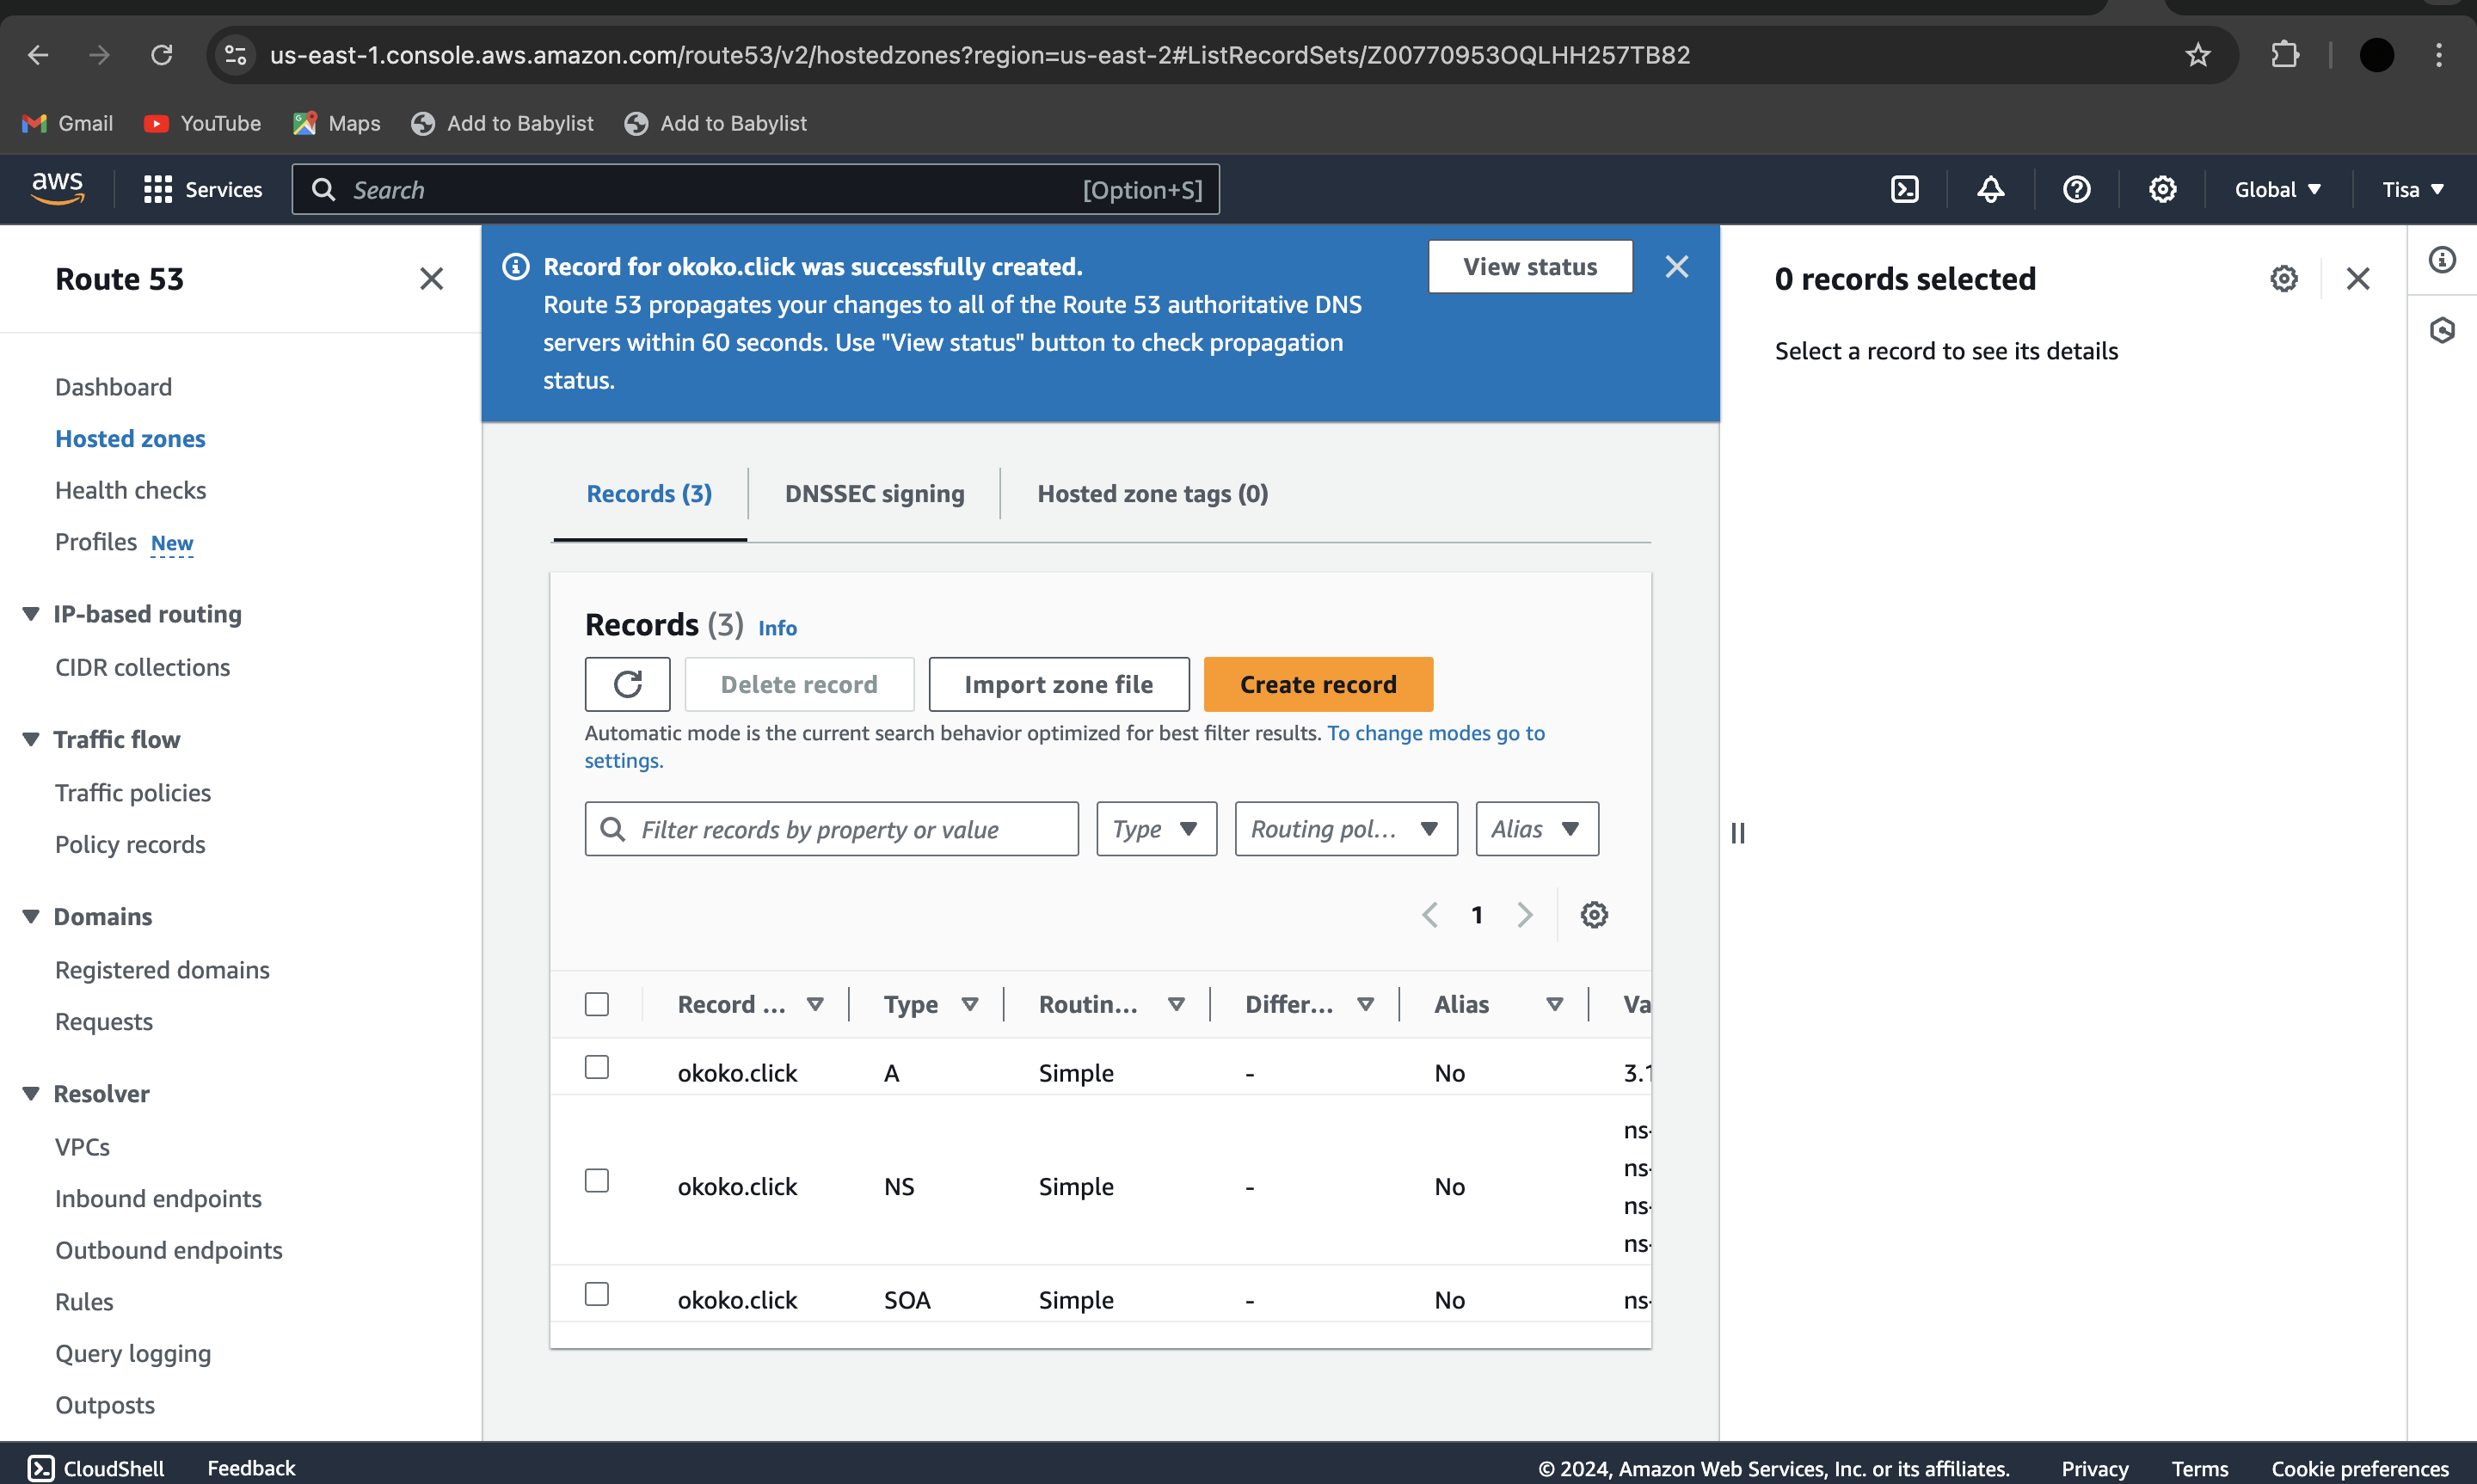 us-east-1.console.aws.amazon.com/route53/v2/hostedzones?region=us-east-2#ListRecordSets/Z00770953OQLHH257TB82
Gmail
YouTube
Maps
Add to Babylist
Add to Babylist
aws
Services
Search
[Option+S]
Global
Tisa
Route 53
Dashboard
Hosted zones
Health checks
Profiles New
IP-based routing
CIDR collections
Traffic flow
Traffic policies
Policy records
Domains
Registered domains
Requests
Resolver
VPCs
Inbound endpoints
Outbound endpoints
Rules
Query logging
Outposts
Record for okoko.click was successfully created.
Route 53 propagates your changes to all of the Route 53 authoritative DNS
servers within 60 seconds. Use "View status" button to check propagation
status.
View status
Records (3)
DNSSEC signing
Hosted zone tags (0)
Records (3) Info
Delete record
Import zone file
Create record
Automatic mode is the current search behavior optimized for best filter results. To change modes go to
settings.
Filter records by property or value
Type
Routing pol...
Alias
1
Record ... Type Routin... Differ... Alias Va
okoko.click A Simple - No 3.1
okoko.click NS Simple - No
ns-
ns-
ns-
ns-
okoko.click SOA Simple - No ns-
0 records selected
Select a record to see its details
CloudShell
Feedback
© 2024, Amazon Web Services, Inc. or its affiliates.
Privacy
Terms
Cookie preferences